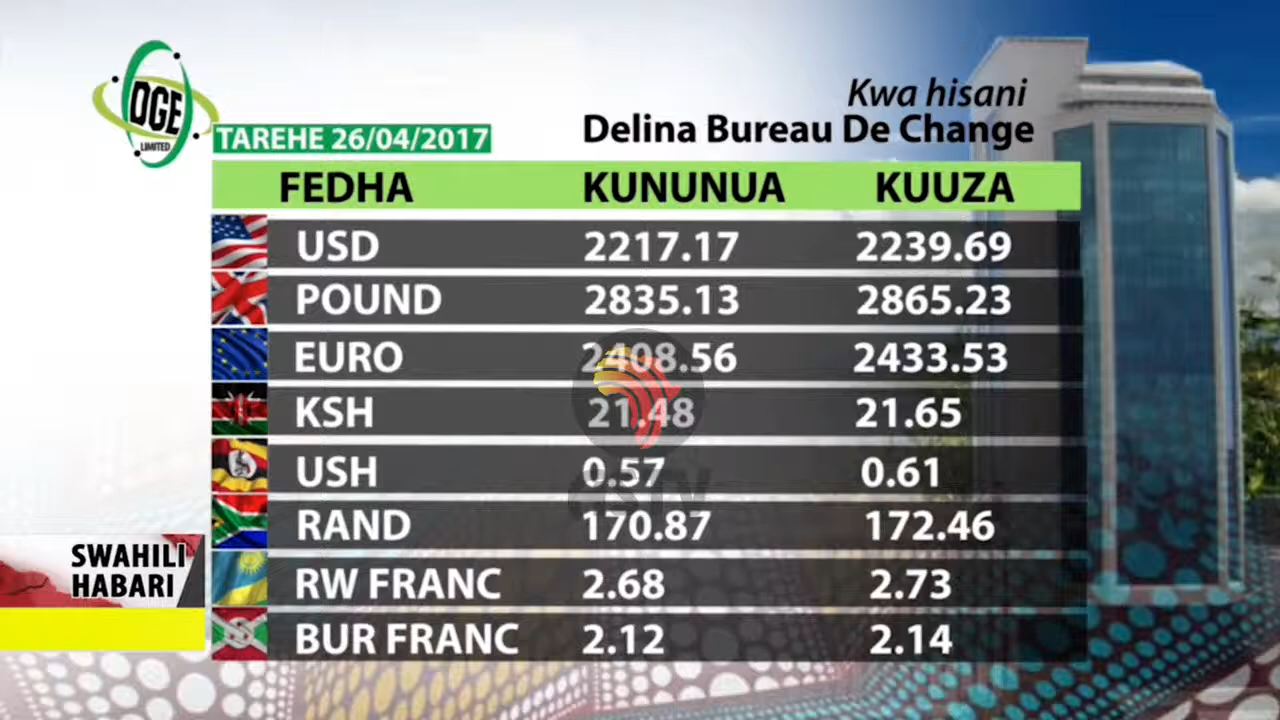 DGE
LIMITED
TAREHE 26/04/2017
Kwa hisani
Delina Bureau De Change
FEDHA KUNUNUA KUUZA
USD 2217.17 2239.69
POUND 2835.13 2865.23
EURO 2408.56 2433.53
KSH 21.48 21.65
USH 0.57 0.61
RAND 170.87 172.46
RW FRANC 2.68 2.73
BUR FRANC 2.12 2.14
SWAHILI
HABARI